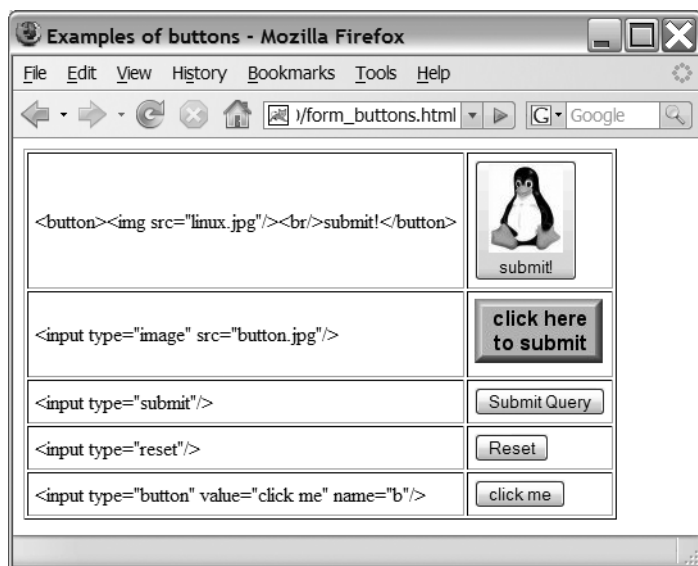 Examples of buttons - Mozilla Firefox
File Edit View History Bookmarks Tools Help
)/form_buttons.html G Google
<button><img src="linux.jpg"/><br/>submit!</button>
submit!
<input type="image" src="button.jpg"/>
click here
to submit
<input type="submit"/>
Submit Query
<input type="reset"/>
Reset
<input type="button" value="click me" name="b"/>
click me